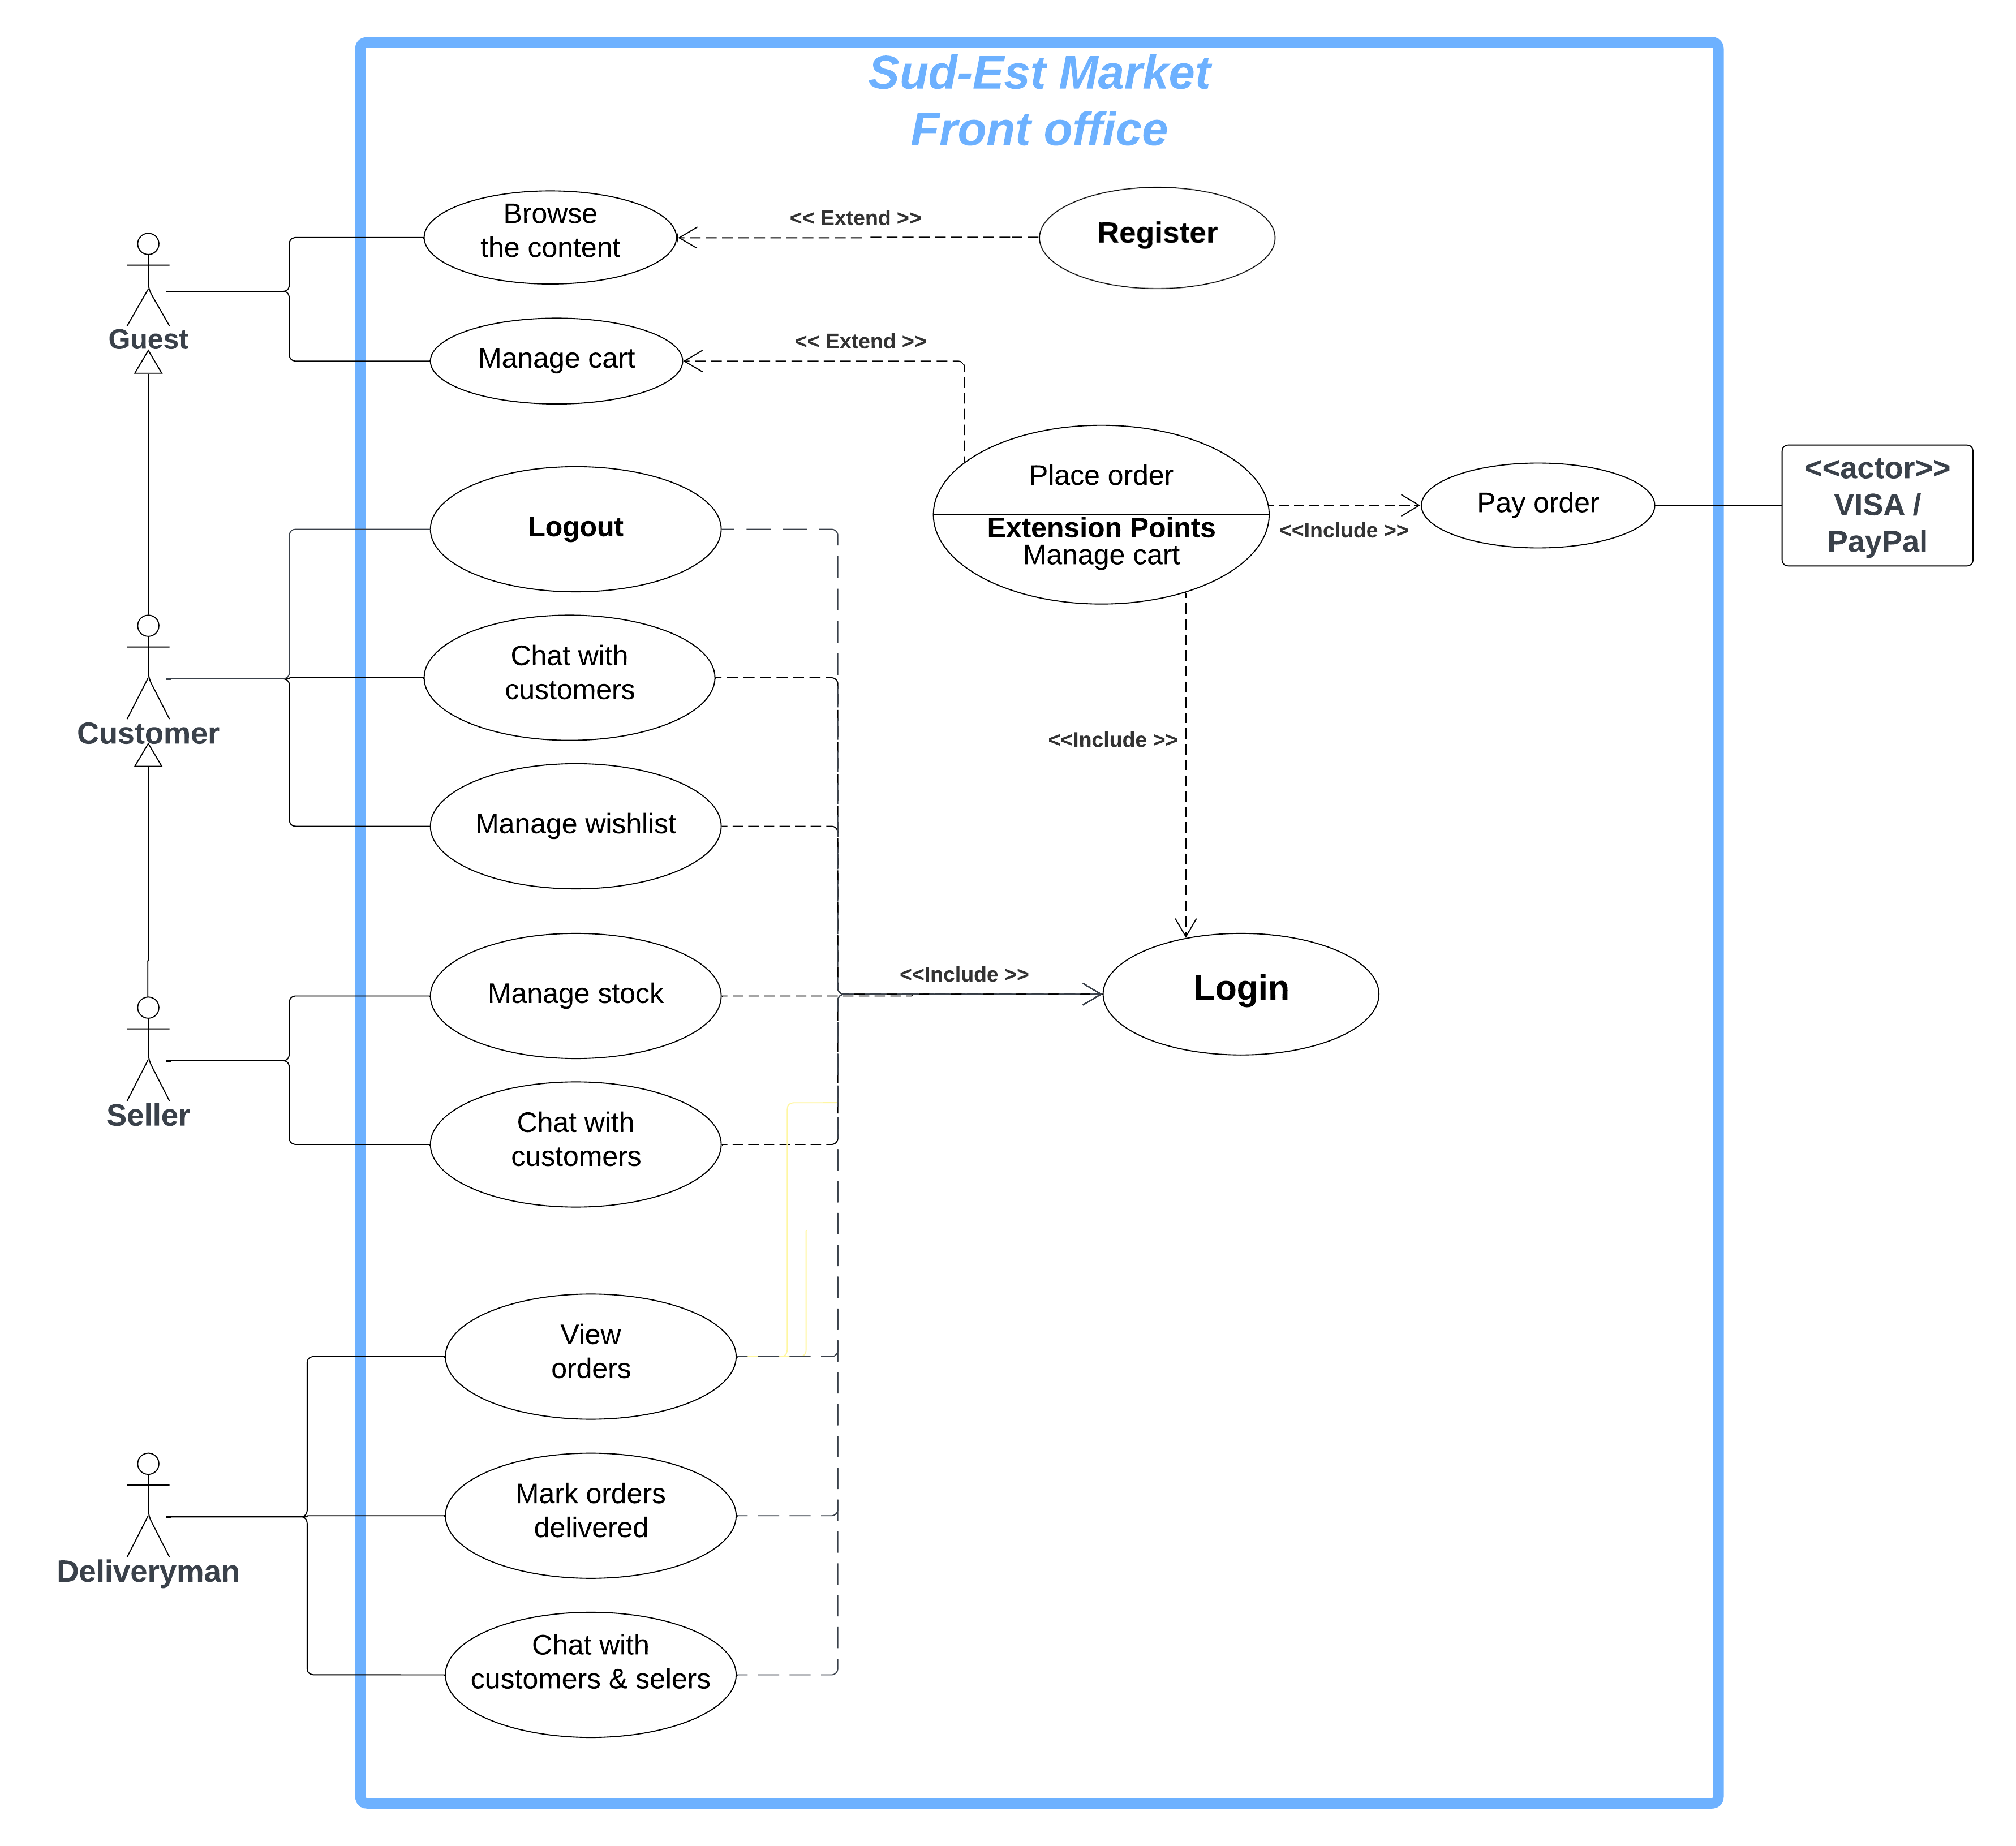 Sud-Est Market
Front office
Browse
the content
<< Extend >>
Register
Guest
Manage cart
<< Extend >>
Place order
Extension Points
Manage cart
<<Include >>
Pay order
<<actor>>
VISA /
PayPal
Logout
Chat with
customers
Customer
<<Include >>
Manage wishlist
Manage stock
<<Include >>
Login
Seller
Chat with
customers
View
orders
Mark orders
delivered
Deliveryman
Chat with
customers & selers